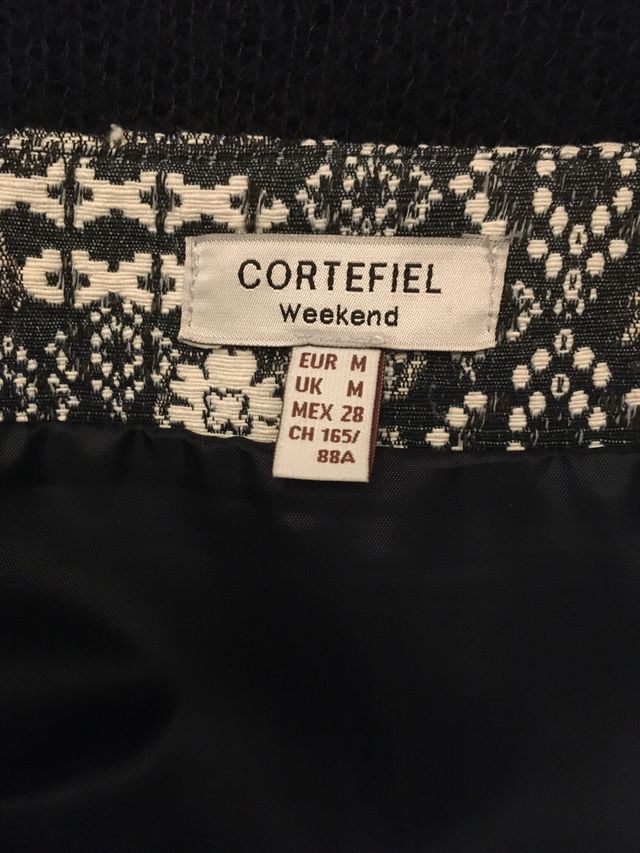 CORTEFIEL
Weekend
EUR M
UK M
MEX 28
CH 165/
88A